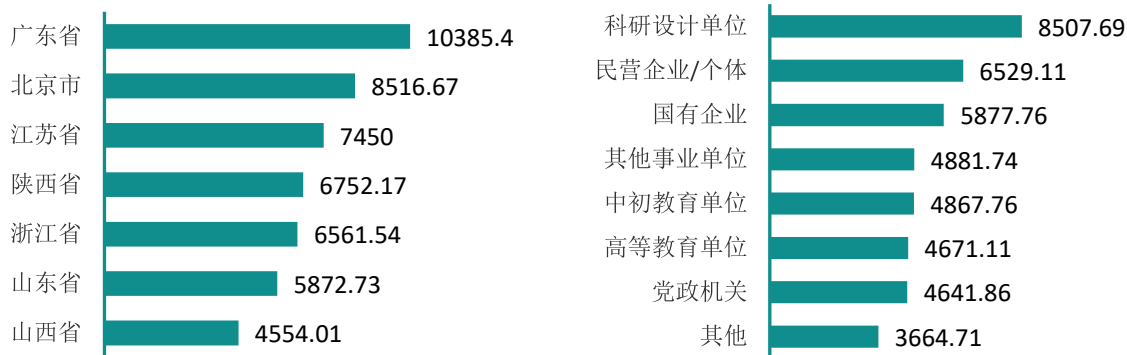 广东省 10385.4
北京市 8516.67
江苏省 7450
陕西省 6752.17
浙江省 6561.54
山东省 5872.73
山西省 4554.01
科研设计单位 8507.69
民营企业/个体 6529.11
国有企业 5877.76
其他事业单位 4881.74
中初教育单位 4867.76
高等教育单位 4671.11
党政机关 4641.86
其他 3664.71